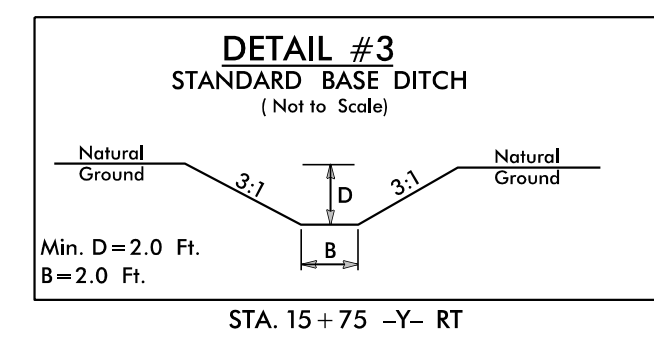 DETAIL #3
STANDARD BASE DITCH
( Not to Scale)
Natural
Ground
3:1
D
3:1
Natural
Ground
Min. D=2.0 Ft.
B
B=2.0 Ft.
STA. 15+75 –Y– RT